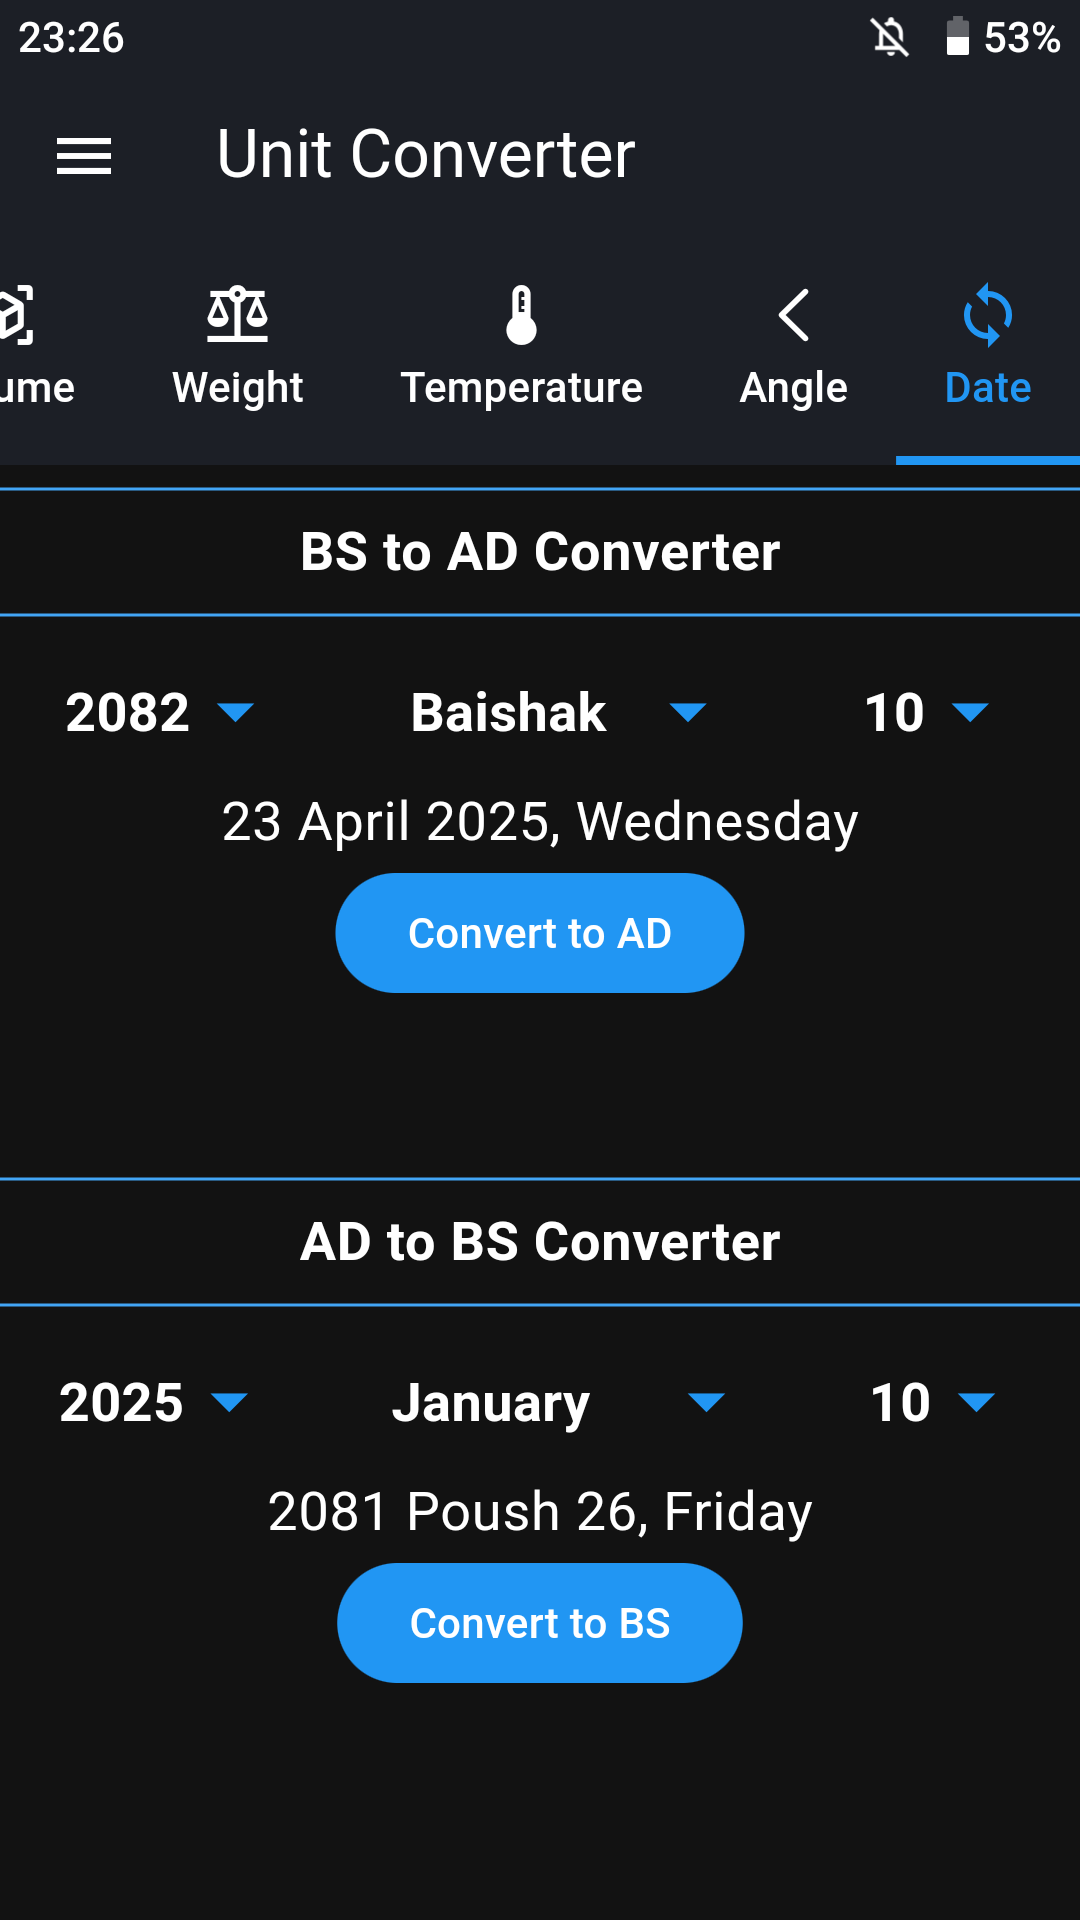 23:26 53%
Unit Converter
ume Weight Temperature Angle Date
BS to AD Converter
2082 Baishak 10
23 April 2025, Wednesday
Convert to AD
AD to BS Converter
2025 January 10
2081 Poush 26, Friday
Convert to BS